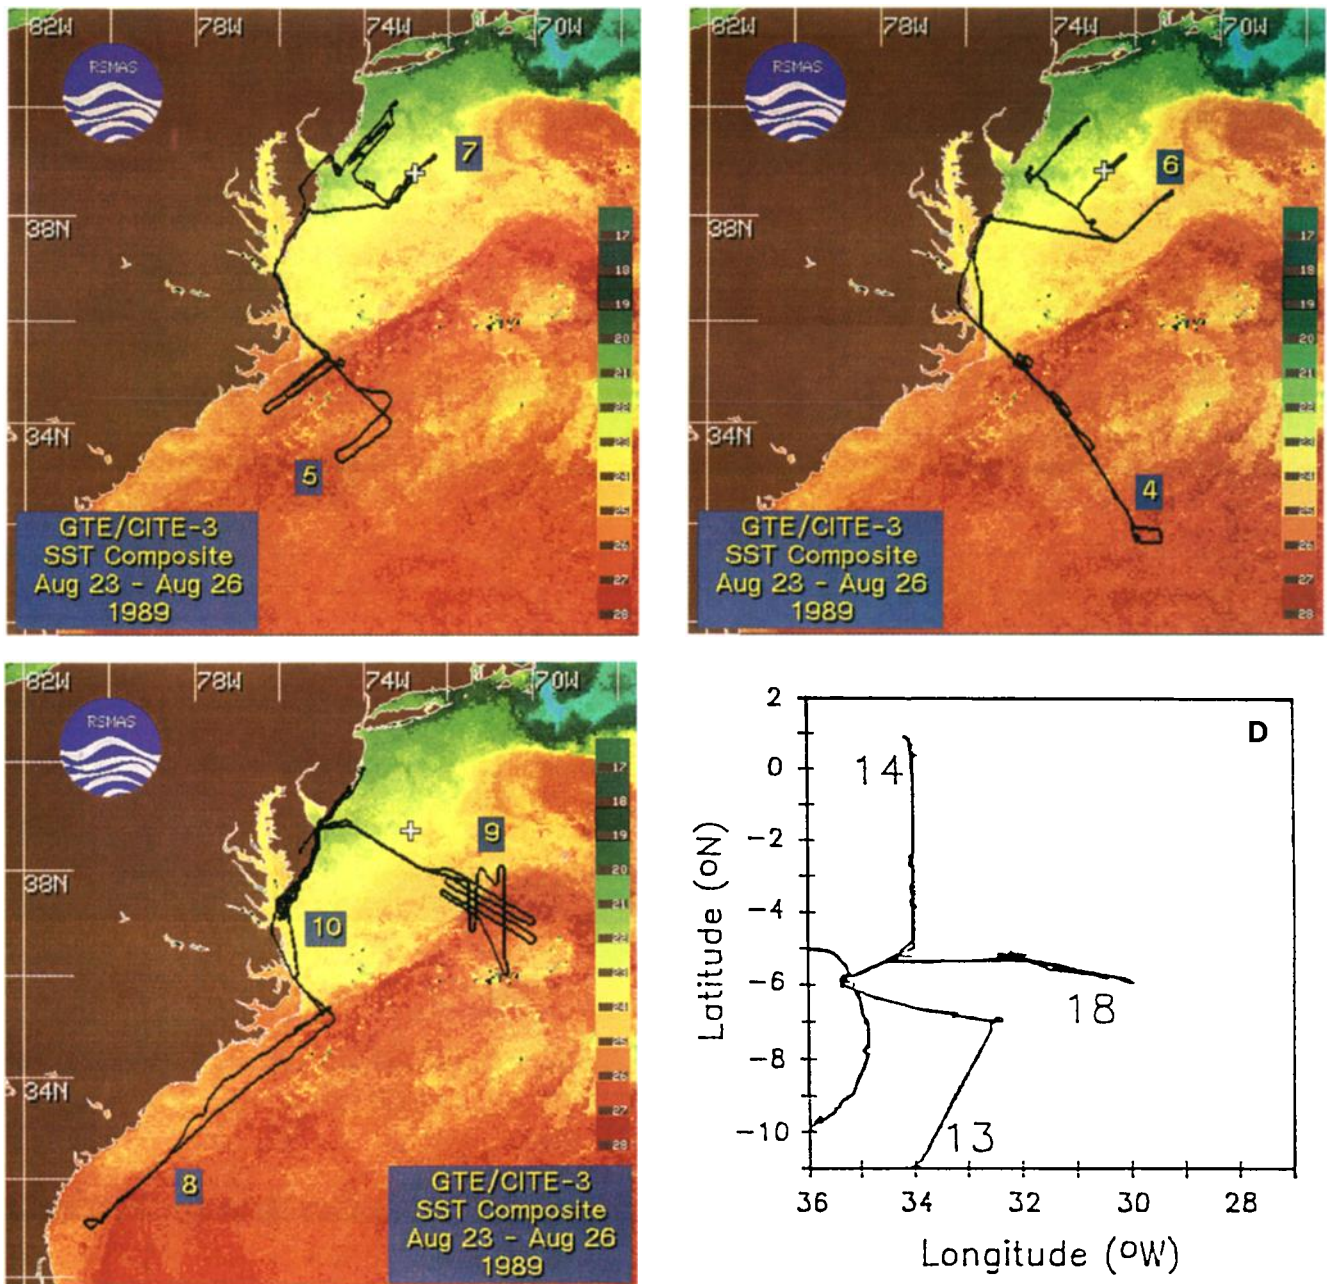 82W 78W 74W 70W
RSMAS
7
38N
17
18
19
20
21
22
23
24
25
26
27
28
34N
5
GTE/CITE-3
SST Composite
Aug 23 - Aug 26
1989
82W 78W 74W 70W
RSMAS
6
38N
17
18
19
20
21
22
23
24
25
26
27
28
34N
4
GTE/CITE-3
SST Composite
Aug 23 - Aug 26
1989
82W 78W 74W 70W
RSMAS
9
38N
10
17
18
19
20
21
22
23
24
25
26
27
28
34N
8
GTE/CITE-3
SST Composite
Aug 23 - Aug 26
1989
D
2
0
-2
-4
-6
-8
-10
Latitude (ºN)
14
18
13
36 34 32 30 28
Longitude (ºW)